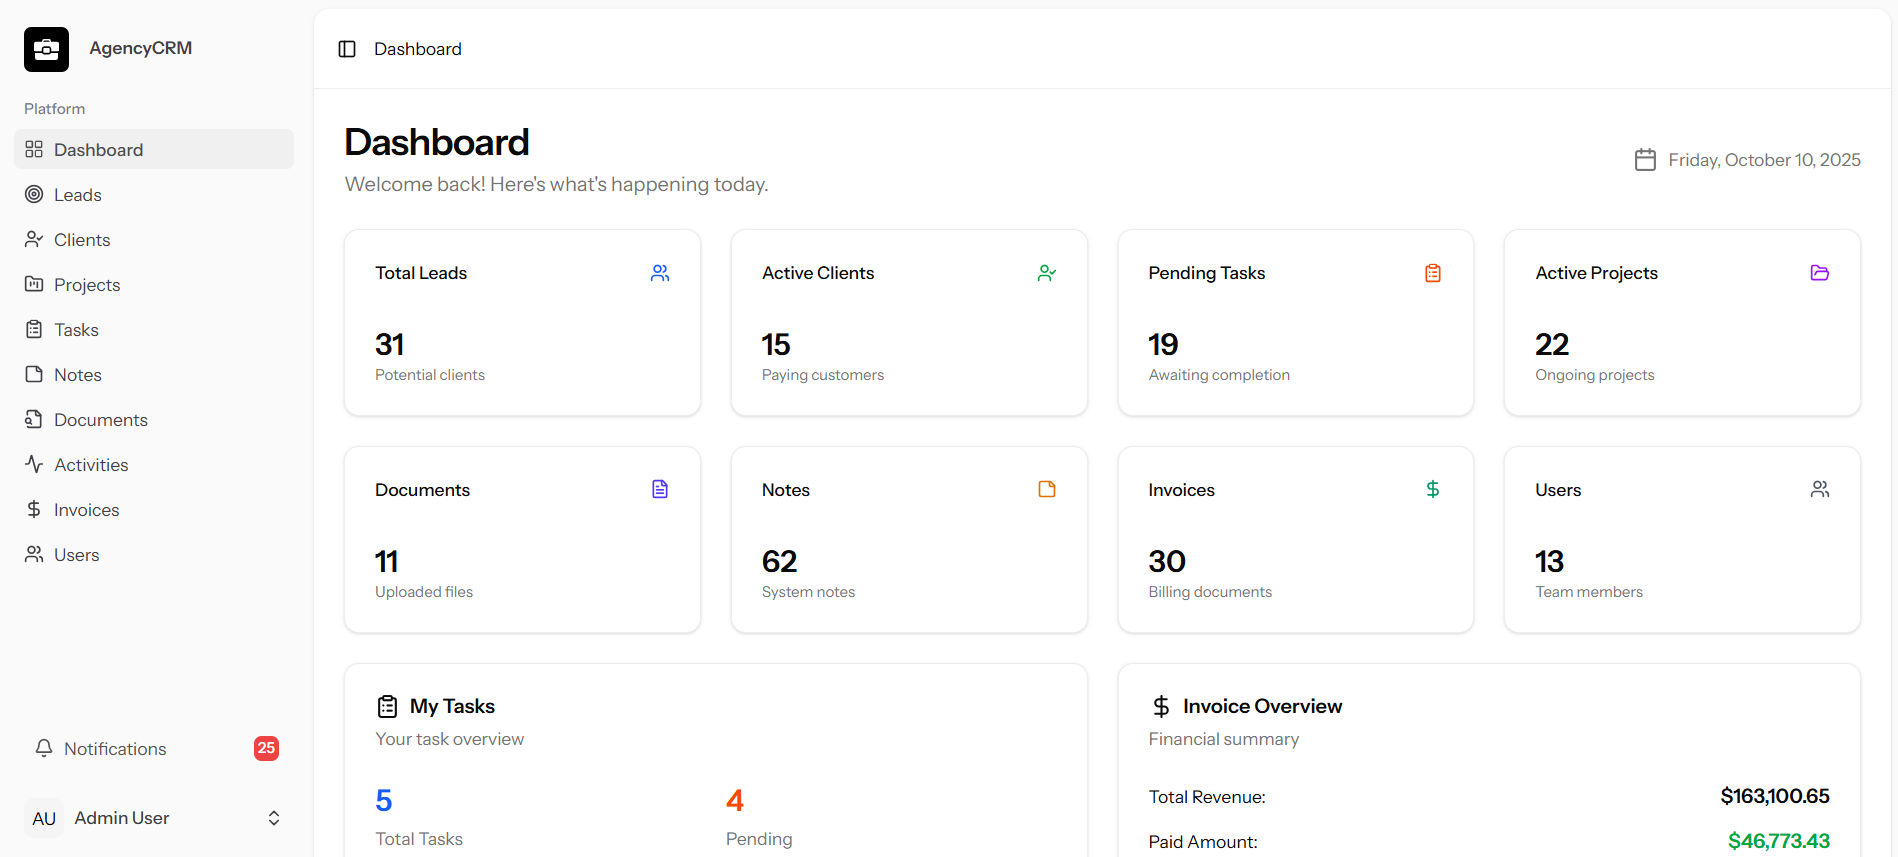 AgencyCRM
Platform
Dashboard
Leads
Clients
Projects
Tasks
Notes
Documents
Activities
Invoices
Users
Notifications
25
AU
Admin User
Dashboard
Dashboard
Welcome back! Here's what's happening today.
Friday, October 10, 2025
Total Leads
31
Potential clients
Active Clients
15
Paying customers
Pending Tasks
19
Awaiting completion
Active Projects
22
Ongoing projects
Documents
11
Uploaded files
Notes
62
System notes
Invoices
30
Billing documents
Users
13
Team members
My Tasks
Your task overview
5
Total Tasks
4
Pending
Invoice Overview
Financial summary
Total Revenue:
$163,100.65
Paid Amount:
$46,773.43